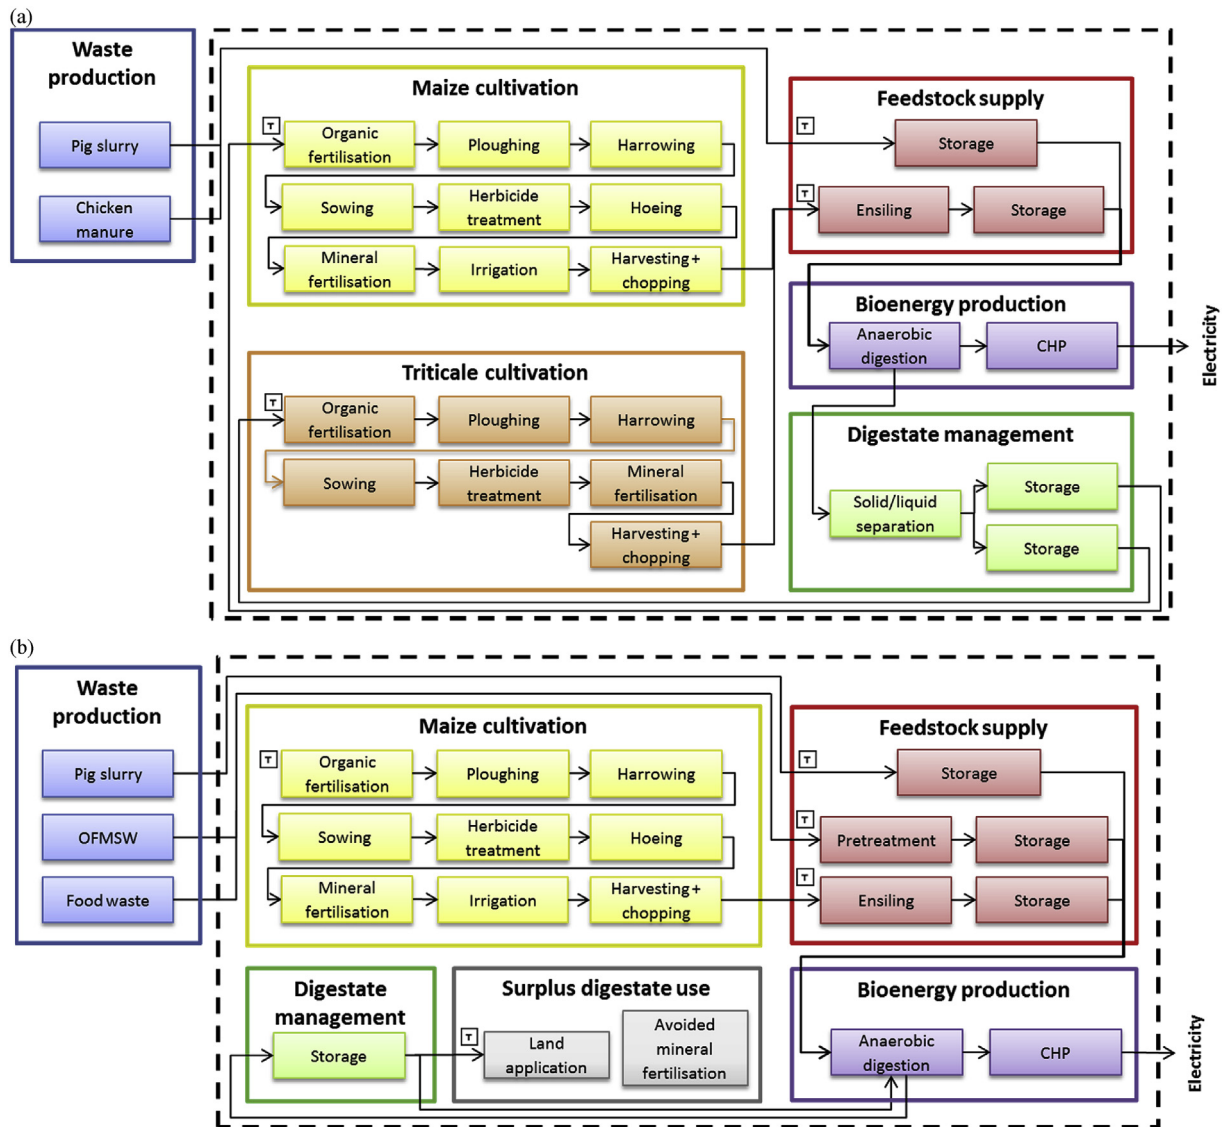 (a)
Waste
production
Pig slurry
Chicken
manure
Maize cultivation
T
Organic
fertilisation
Ploughing
Harrowing
Sowing
Herbicide
treatment
Hoeing
Mineral
fertilisation
Irrigation
Harvesting+
chopping
Triticale cultivation
T
Organic
fertilisation
Ploughing
Harrowing
Sowing
Herbicide
treatment
Mineral
fertilisation
Harvesting+
chopping
Feedstock supply
T
Storage
T
Ensiling
Storage
Bioenergy production
Anaerobic
digestion
CHP
Electricity
Digestate management
Solid/liquid
separation
Storage
Storage
(b)
Waste
production
Pig slurry
OFMSW
Food waste
Maize cultivation
T
Organic
fertilisation
Ploughing
Harrowing
Sowing
Herbicide
treatment
Hoeing
Mineral
fertilisation
Irrigation
Harvesting+
chopping
Feedstock supply
T
Storage
T
Pretreatment
Storage
T
Ensiling
Storage
Digestate
management
Storage
Surplus digestate use
T
Land
application
Avoided
mineral
fertilisation
Bioenergy production
Anaerobic
digestion
CHP
Electricity